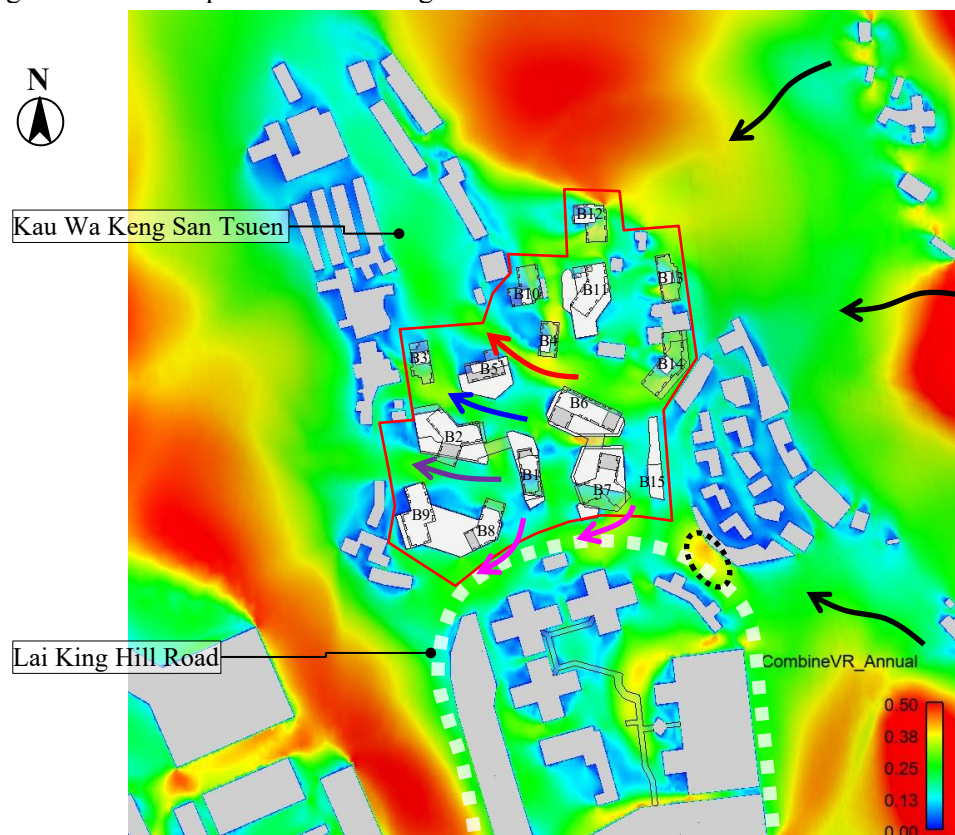 N
Kau Wa Keng San Tsuen
B12
B13
B10
B11
B4
B3
B5
B14
B6
B2
B1
B7
B15
B9
B8
Lai King Hill Road
CombineVR_Annual
0.50
0.38
0.25
0.13
0.00